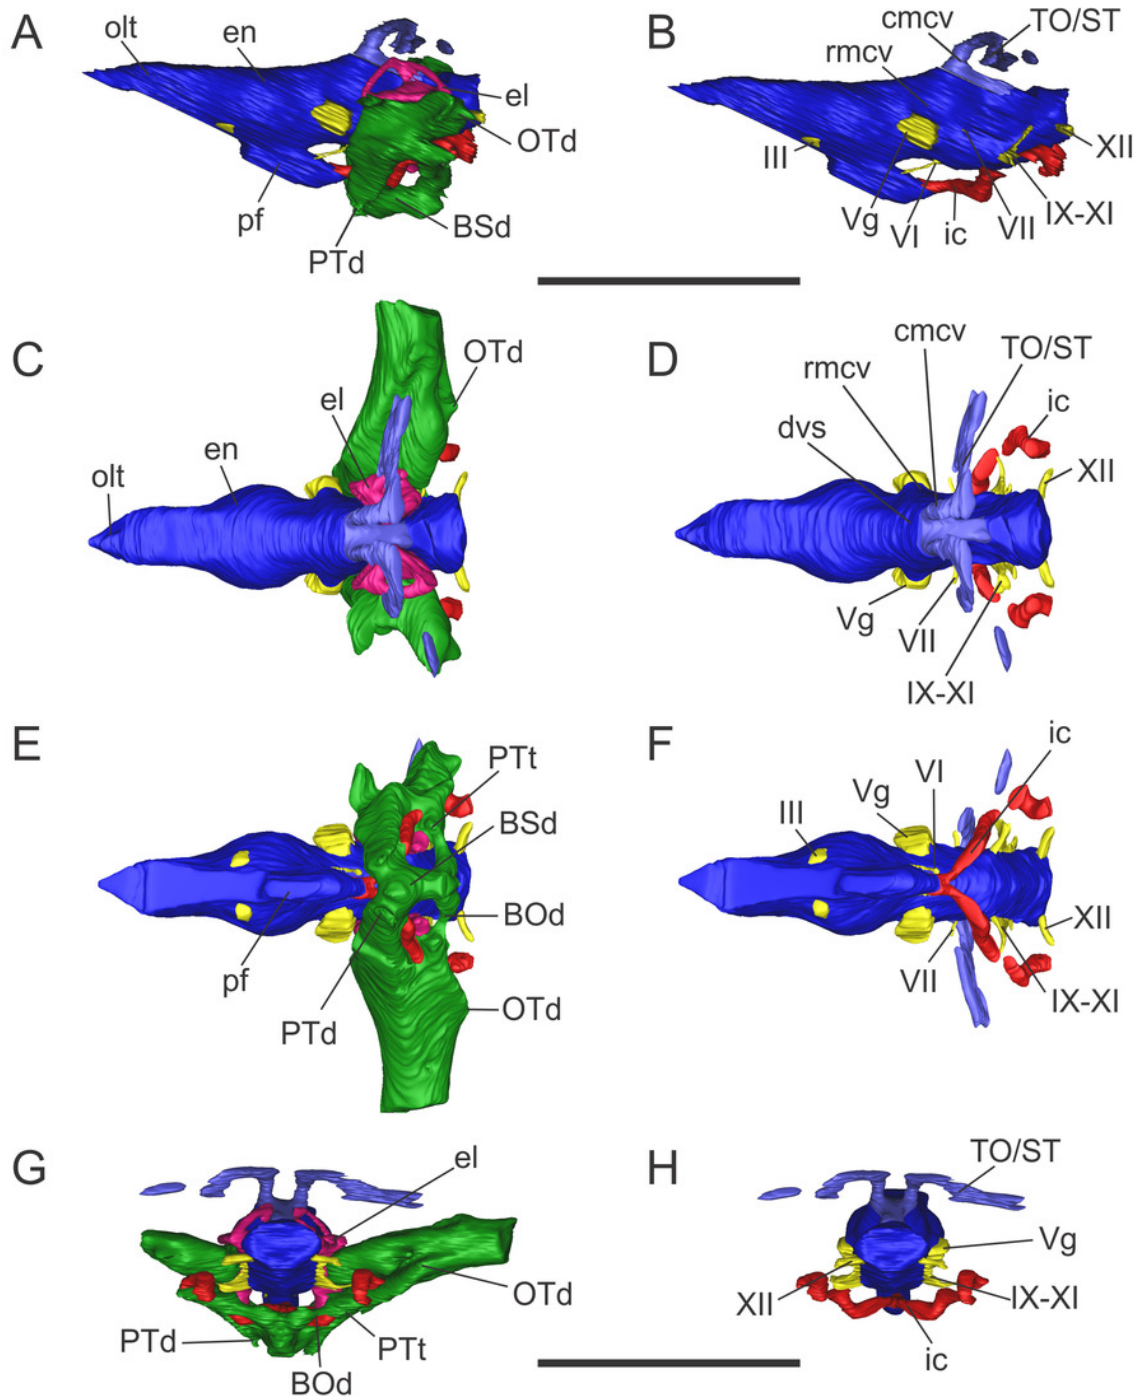 A
olt
en
el
OTd
pf
PTd
BSd
B
cmcv
TO/ST
rmcv
III
XII
Vg
VI
ic
VII
IX-XI
C
OTd
el
en
olt
D
cmcv
TO/ST
rmcv
ic
dvs
XII
Vg
VII
IX-XI
E
PTt
BSd
BOd
pf
PTd
OTd
F
ic
VI
Vg
III
XII
VII
IX-XI
G
el
OTd
PTd
PTt
BOd
H
TO/ST
Vg
XII
IX-XI
ic